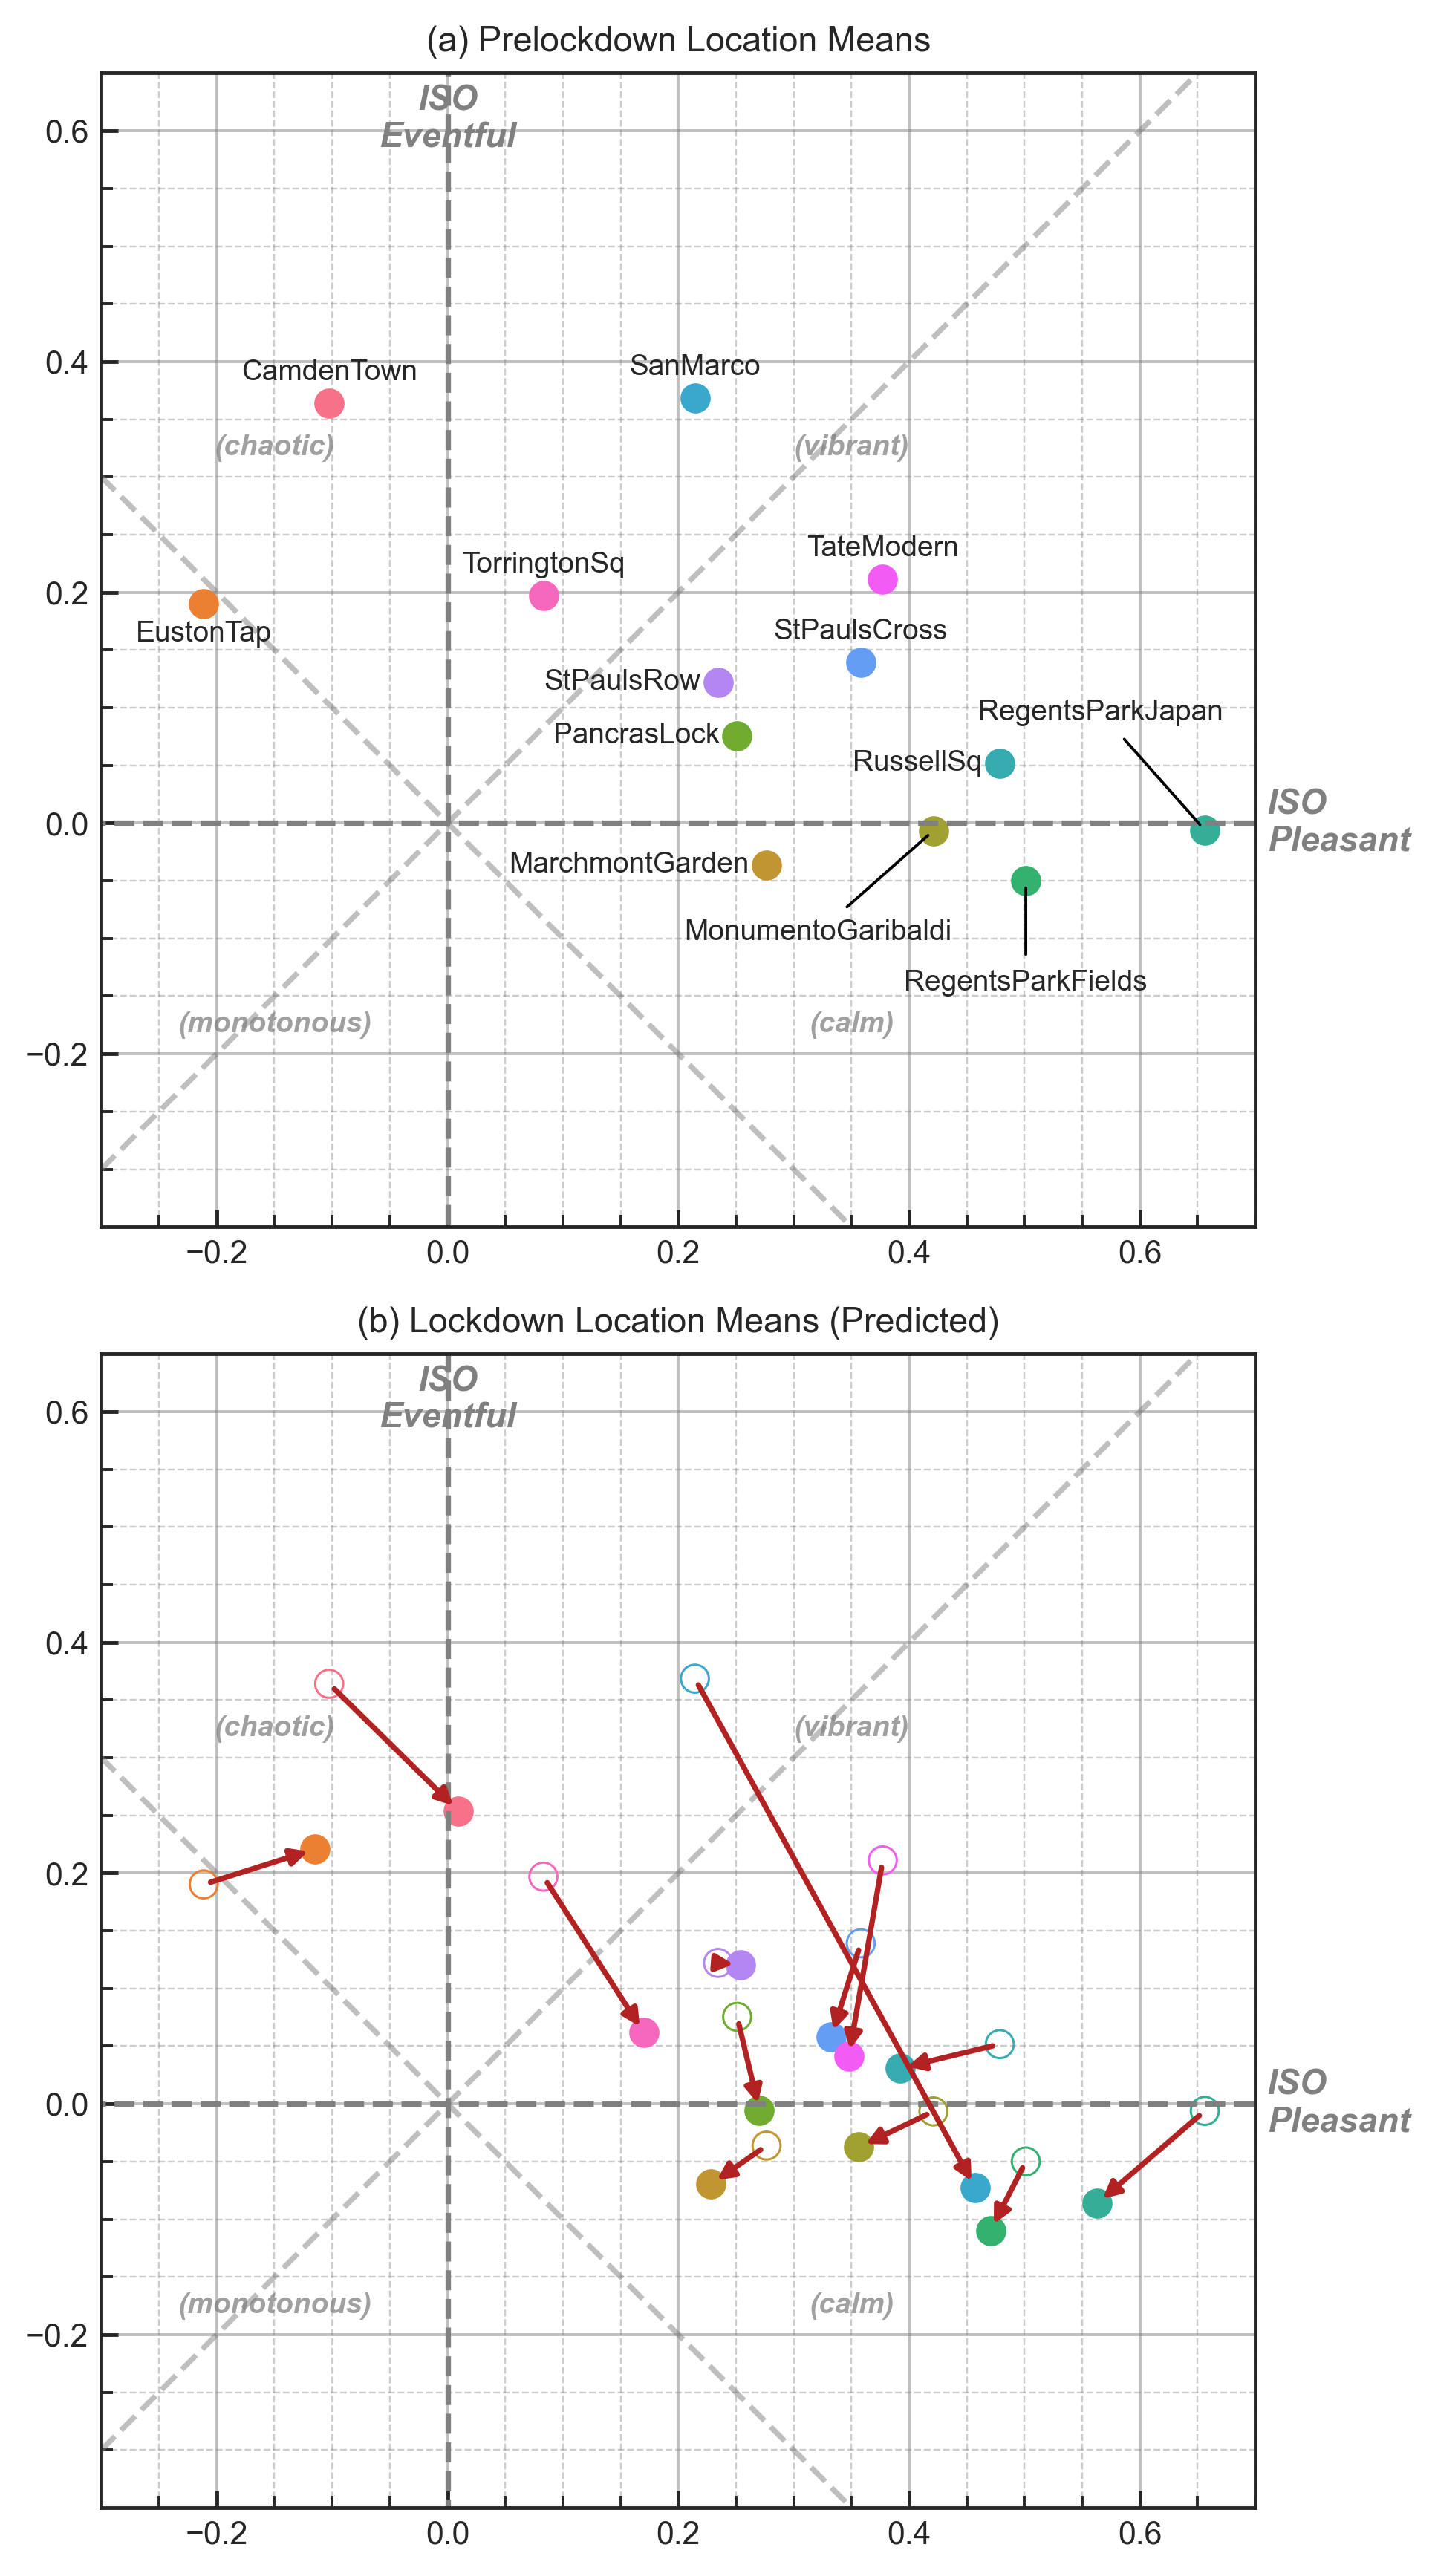 (a) Prelockdown Location Means
ISO
Eventful
0.6
0.4
CamdenTown
SanMarco
(chaotic)
(vibrant)
TateModern
TorringtonSq
0.2
EustonTap
StPaulsCross
StPaulsRow
RegentsParkJapan
PancrasLock
RussellSq
ISO
Pleasant
0.0
MarchmontGarden
MonumentoGaribaldi
RegentsParkFields
(monotonous)
(calm)
−0.2
−0.2 0.0 0.2 0.4 0.6
(b) Lockdown Location Means (Predicted)
ISO
Eventful
0.6
0.4
(chaotic)
(vibrant)
0.2
ISO
Pleasant
0.0
(monotonous)
(calm)
−0.2
−0.2 0.0 0.2 0.4 0.6